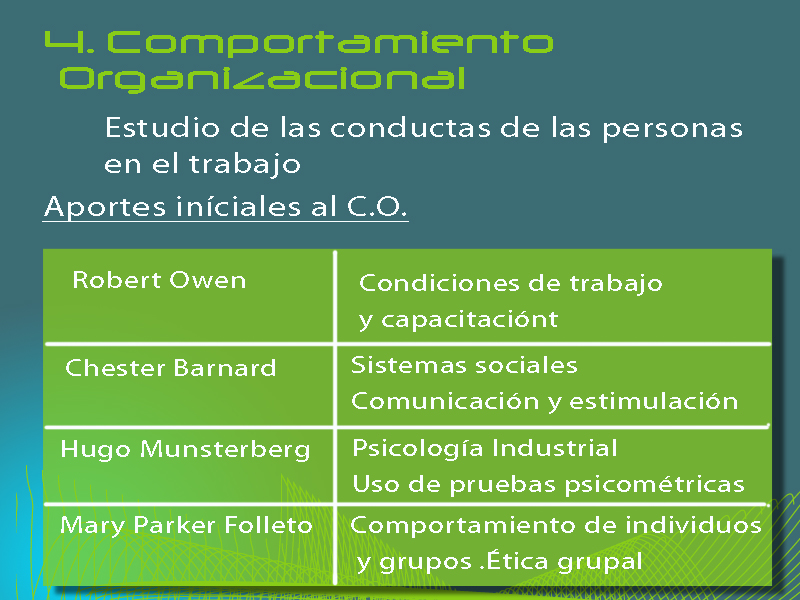 4. Comportamiento
Organizacional
Estudio de las conductas de las personas
en el trabajo
Aportes iníciales al C.O.
Robert Owen
Condiciones de trabajo
y capacitaciónt
Chester Barnard
Sistemas sociales
Comunicación y estimulación
Hugo Munsterberg
Psicología Industrial
Uso de pruebas psicométricas
Mary Parker Folleto
Comportamiento de individuos
y grupos .Ética grupal